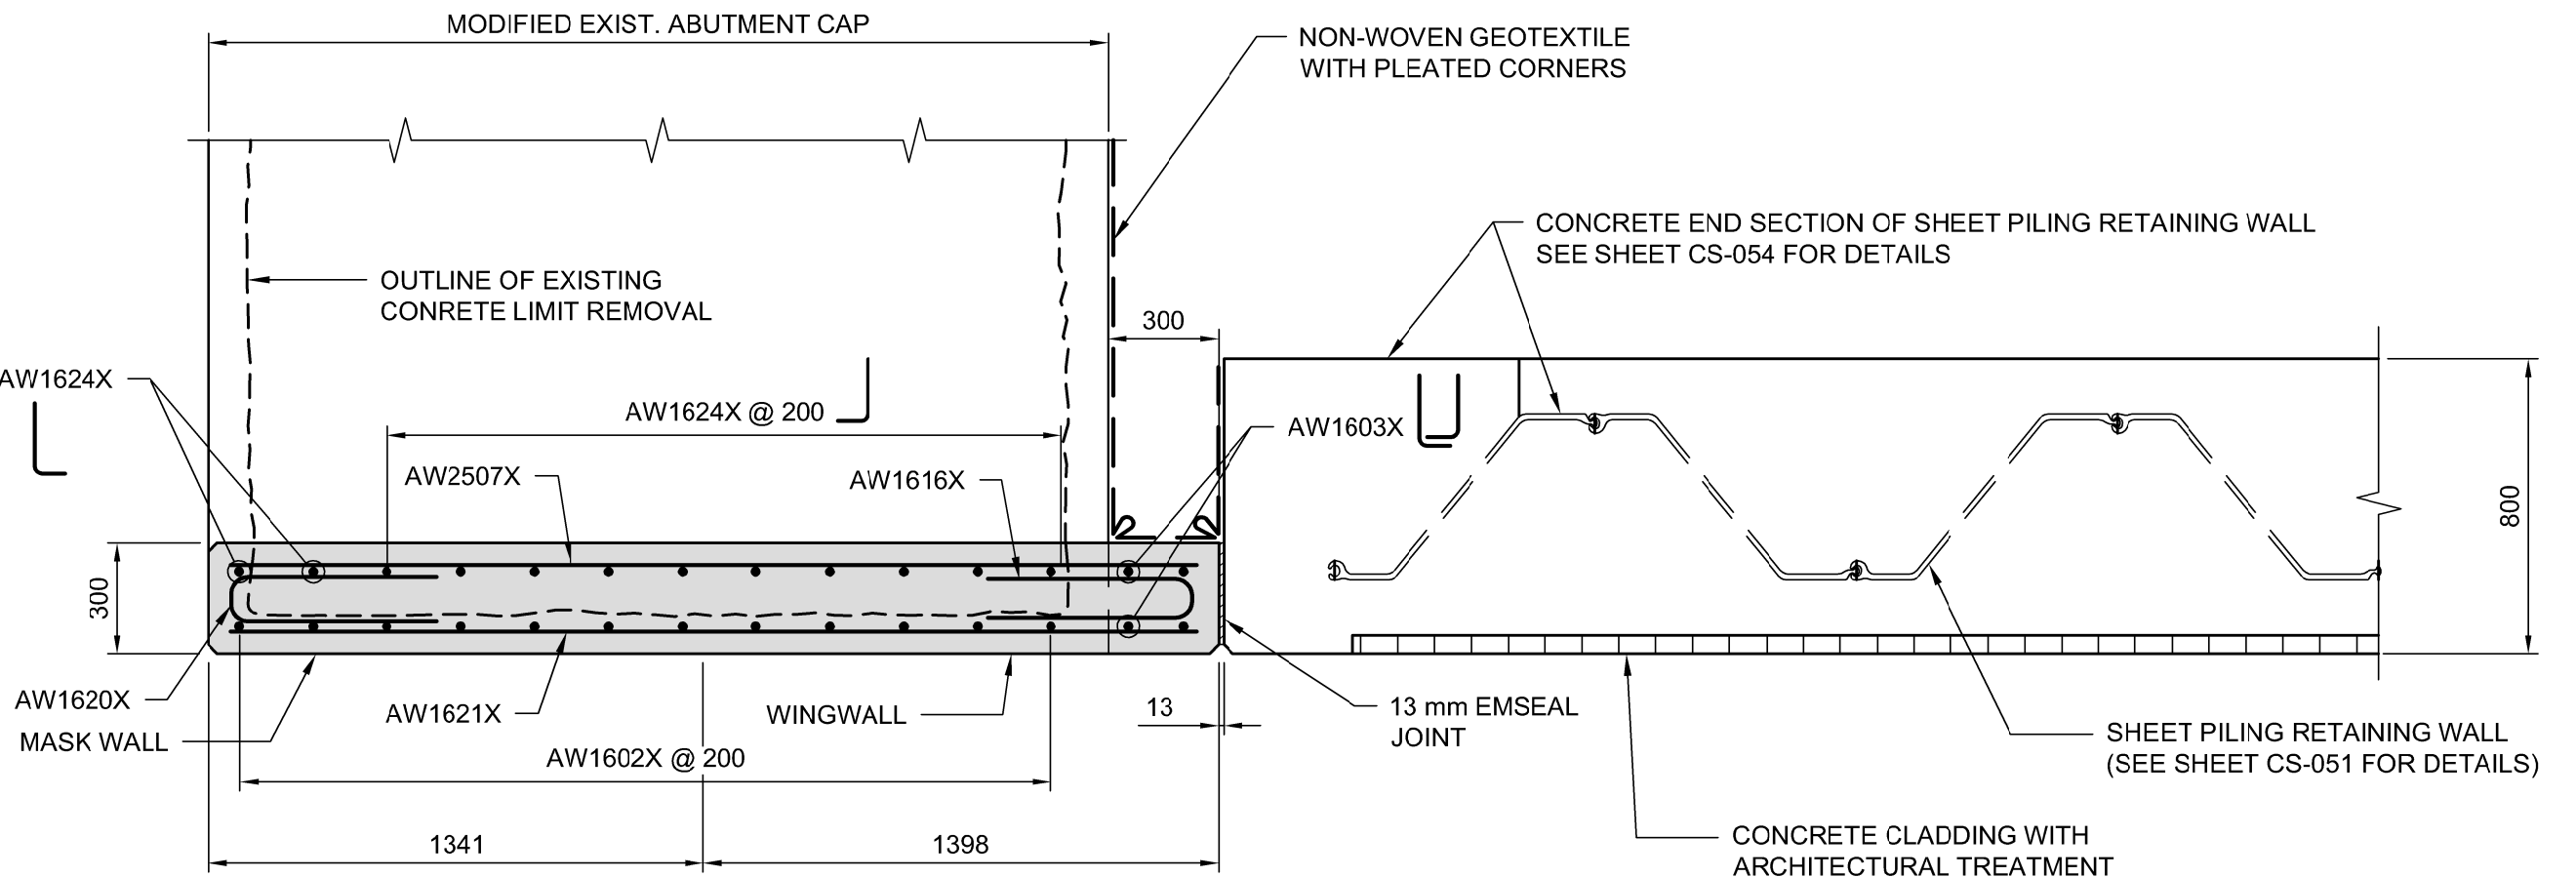 MODIFIED EXIST. ABUTMENT CAP
NON-WOVEN GEOTEXTILE
WITH PLEATED CORNERS
CONCRETE END SECTION OF SHEET PILING RETAINING WALL
SEE SHEET CS-054 FOR DETAILS
OUTLINE OF EXISTING
CONRETE LIMIT REMOVAL
300
AW1624X
AW1624X @ 200
AW1603X
AW2507X
AW1616X
800
300
AW1620X
AW1621X
WINGWALL
13
13 mm EMSEAL
JOINT
MASK WALL
AW1602X @ 200
SHEET PILING RETAINING WALL
(SEE SHEET CS-051 FOR DETAILS)
1341
1398
CONCRETE CLADDING WITH
ARCHITECTURAL TREATMENT